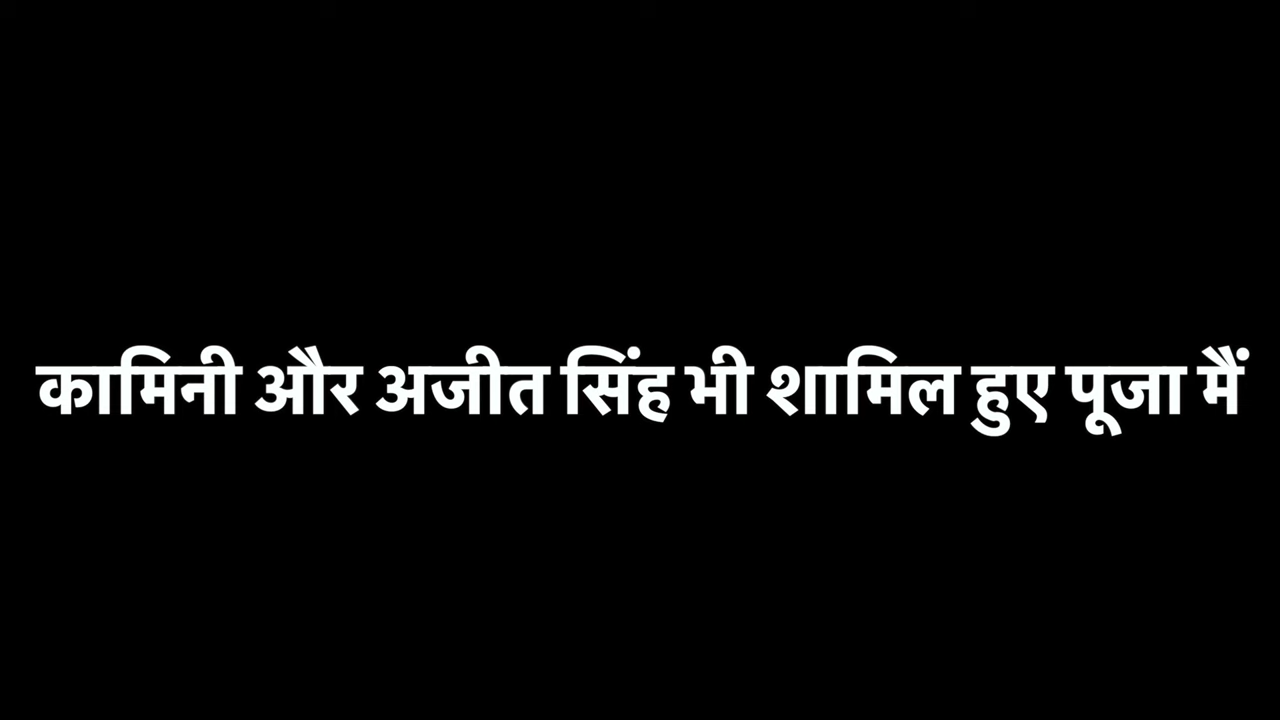 कामिनी और अजीत सिंह भी शामिल हुए पूजा मैं